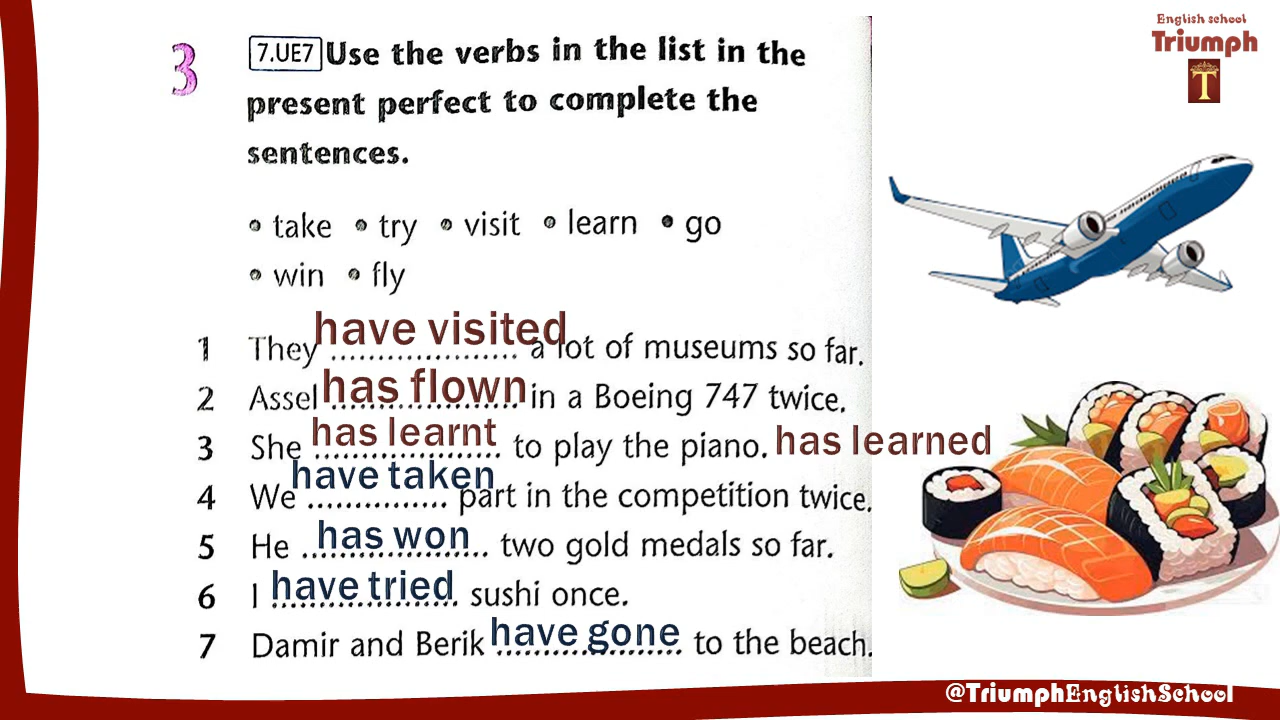 English school
Triumph
T
3 7.UE7 Use the verbs in the list in the
present perfect to complete the
sentences.
• take • try • visit • learn • go
• win • fly
1 They have visited a lot of museums so far.
2 Assel has flown in a Boeing 747 twice.
3 She has learnt to play the piano. has learned
4 We have taken part in the competition twice.
5 He has won two gold medals so far.
6 I have tried sushi once.
7 Damir and Berik have gone to the beach.
@TriumphEnglishSchool